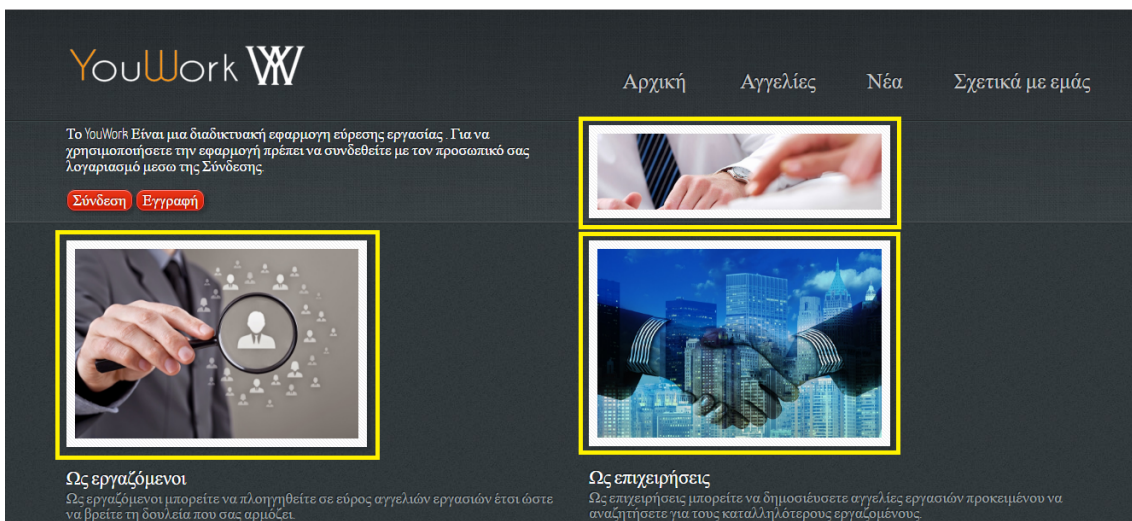 YouWork W
Αρχική Αγγελίες Νέα Σχετικά με εμάς
Το YouWork Είναι μια διαδικτυακή εφαρμογη εύρεσης εργασίας . Για να
χρησιμοποιήσετε την εφαρμογή πρέπει να συνδεθείτε με τον προσωπικό σας
λογαριασμό μεσω της Σύνδεσης.
Σύνδεση Εγγραφή
Ως εργαζόμενοι
Ως εργαζόμενοι μπορείτε να πλοηγηθείτε σε εύρος αγγελιών εργασιών έτσι ώστε
να βρείτε τη δουλεία που σας αρμόζει.
Ως επιχειρήσεις
Ως επιχειρήσεις μπορείτε να δημοσιέυσετε αγγελίες εργασιών προκειμένου να
αναζητήσετε για τους καταλληλότερους εργαζομένους.